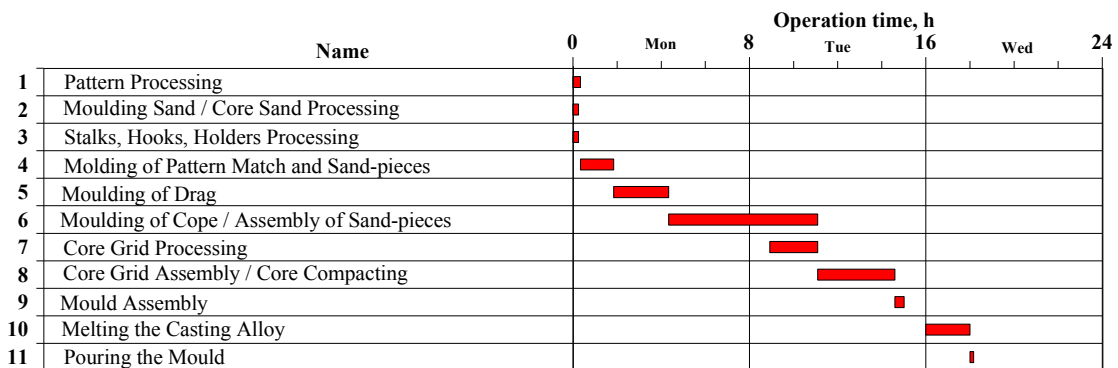 Operation time, h
Name
0 Mon 8 Tue 16 Wed 24
1 Pattern Processing
2 Moulding Sand / Core Sand Processing
3 Stalks, Hooks, Holders Processing
4 Molding of Pattern Match and Sand-pieces
5 Moulding of Drag
6 Moulding of Cope / Assembly of Sand-pieces
7 Core Grid Processing
8 Core Grid Assembly / Core Compacting
9 Mould Assembly
10 Melting the Casting Alloy
11 Pouring the Mould